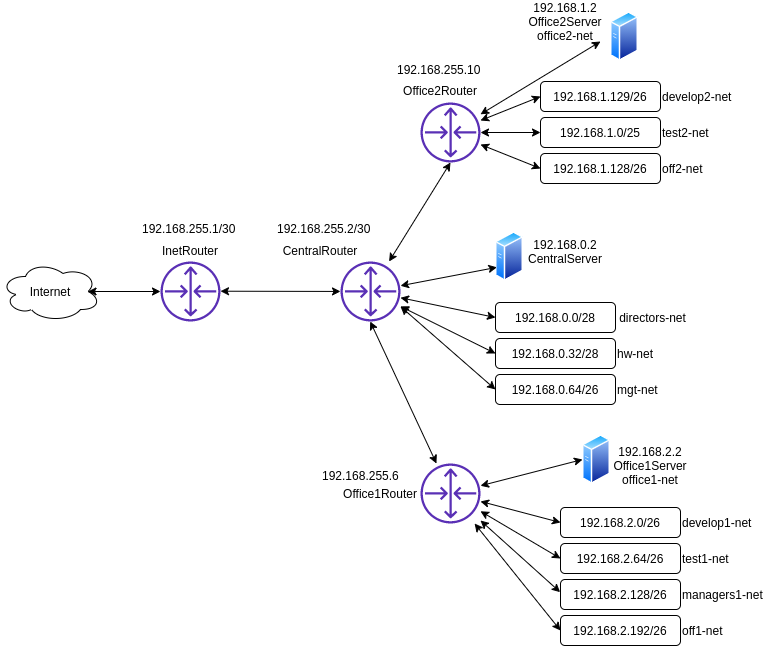 192.168.1.2
Office2Server
office2-net
192.168.255.10
Office2Router
192.168.1.129/26
develop2-net
192.168.1.0/25
test2-net
192.168.1.128/26
off2-net
192.168.255.1/30
InetRouter
192.168.255.2/30
CentralRouter
Internet
192.168.0.2
CentralServer
192.168.0.0/28
directors-net
192.168.0.32/28
hw-net
192.168.0.64/26
mgt-net
192.168.2.2
Office1Server
office1-net
192.168.255.6
Office1Router
192.168.2.0/26
develop1-net
192.168.2.64/26
test1-net
192.168.2.128/26
managers1-net
192.168.2.192/26
off1-net